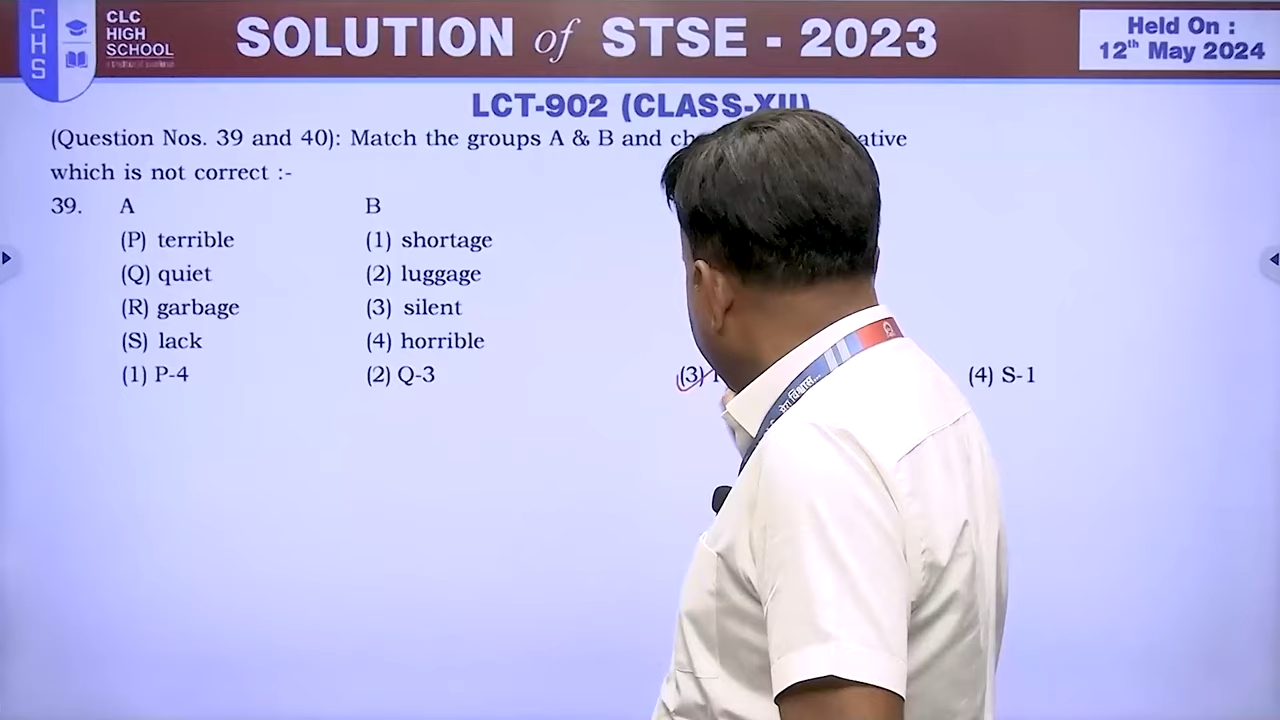 CHS
CLC
HIGH
SCHOOL
SOLUTION of STSE - 2023
Held On :
12th May 2024
LCT-902 (CLASS-XII)
(Question Nos. 39 and 40): Match the groups A & B and
which is not correct :-
39. A B
(P) terrible (1) shortage
(Q) quiet (2) luggage
(R) garbage (3) silent
(S) lack (4) horrible
(1) P-4 (2) Q-3 (3) (4) S-1